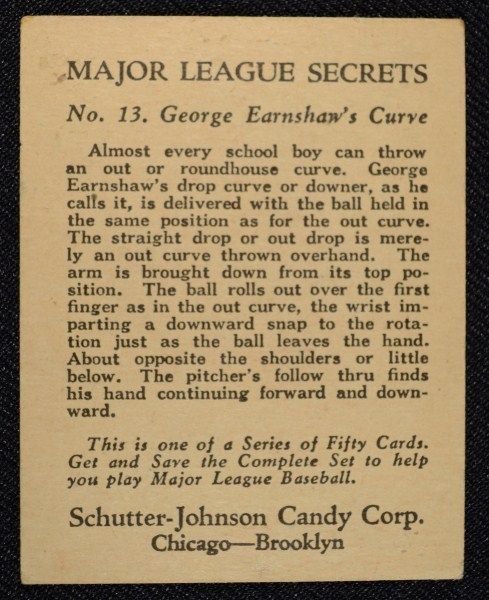 MAJOR LEAGUE SECRETS
No. 13. George Earnshaw's Curve
Almost every school boy can throw
an out or roundhouse curve. George
Earnshaw's drop curve or downer, as he
calls it, is delivered with the ball held in
the same position as for the out curve.
The straight drop or out drop is mere-
ly an out curve thrown overhand. The
arm is brought down from its top po-
sition. The ball rolls out over the first
finger as in the out curve, the wrist im-
parting a downward snap to the rota-
tion just as the ball leaves the hand.
About opposite the shoulders or little
below. The pitcher's follow thru finds
his hand continuing forward and down-
ward.
This is one of a Series of Fifty Cards.
Get and Save the Complete Set to help
you play Major League Baseball.
Schutter-Johnson Candy Corp.
Chicago—Brooklyn